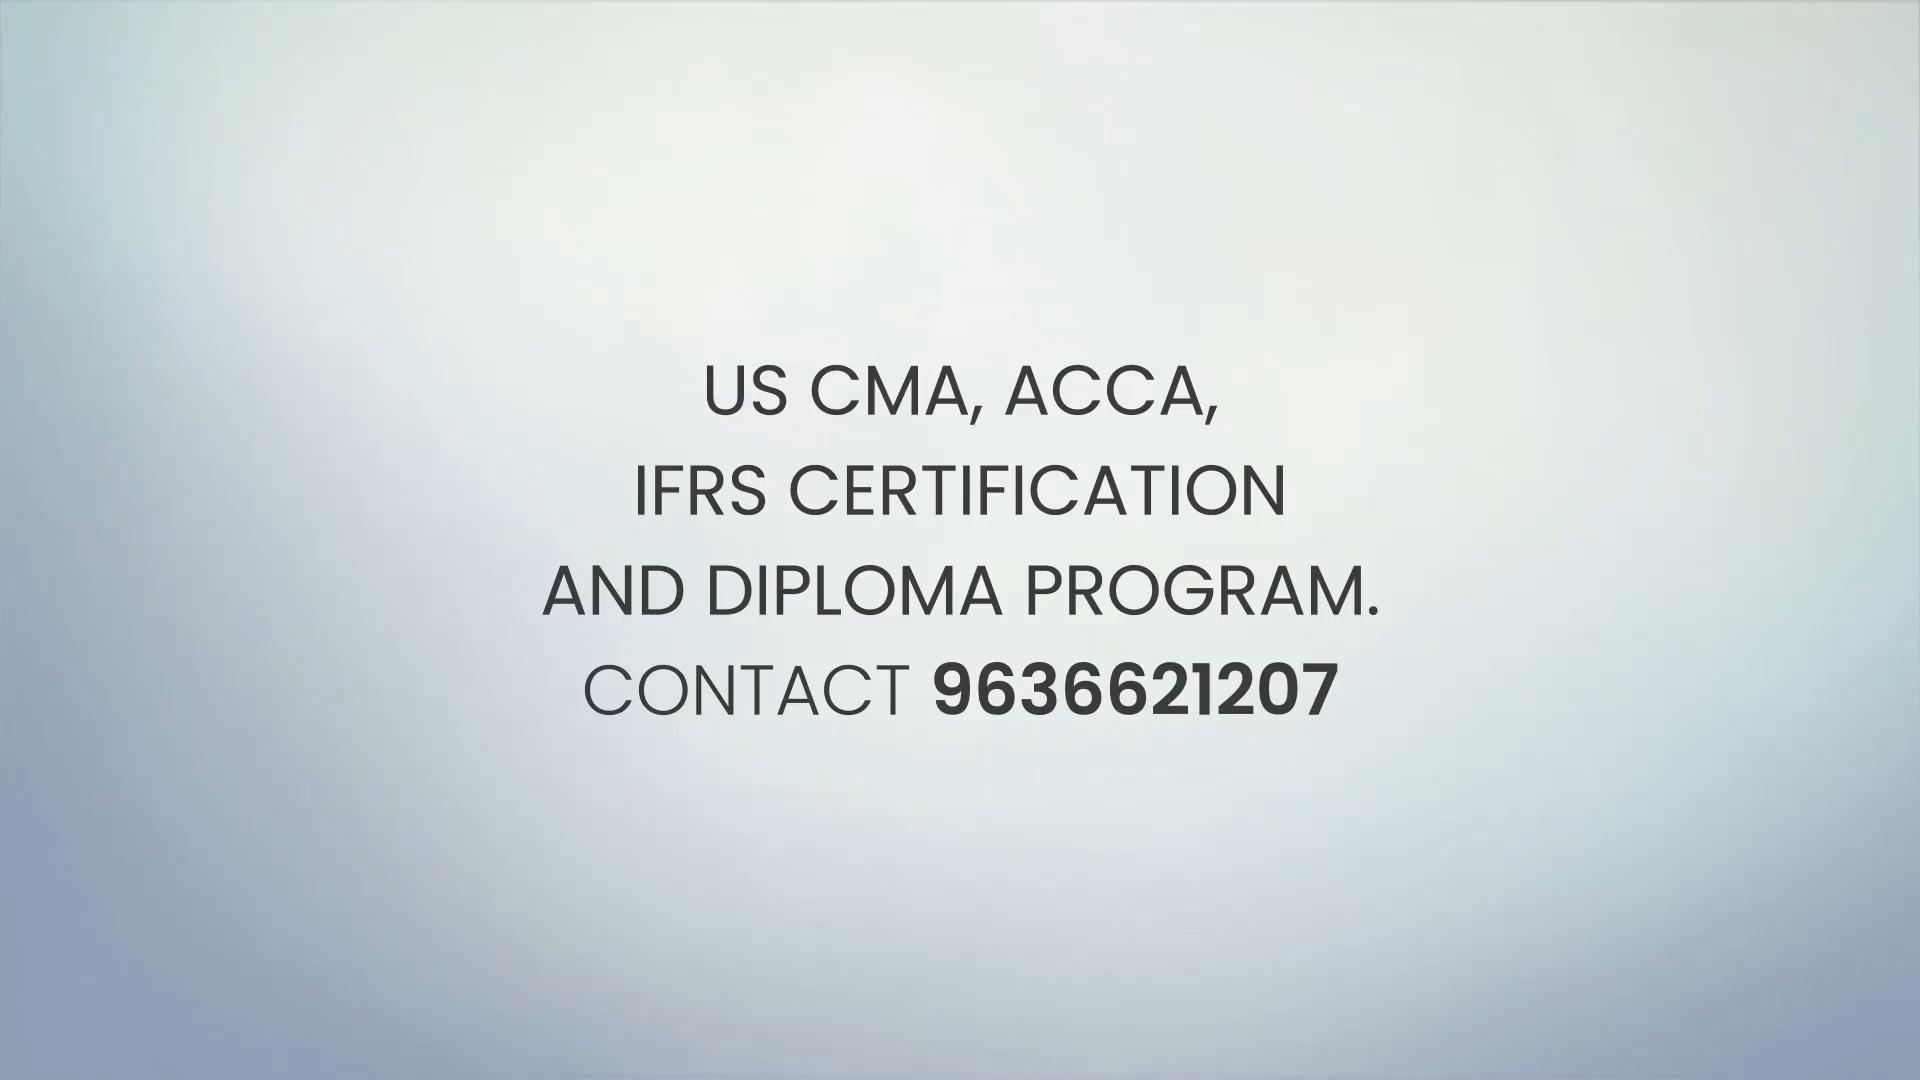 US CMA, ACCA,
IFRS CERTIFICATION
AND DIPLOMA PROGRAM.
CONTACT 9636621207